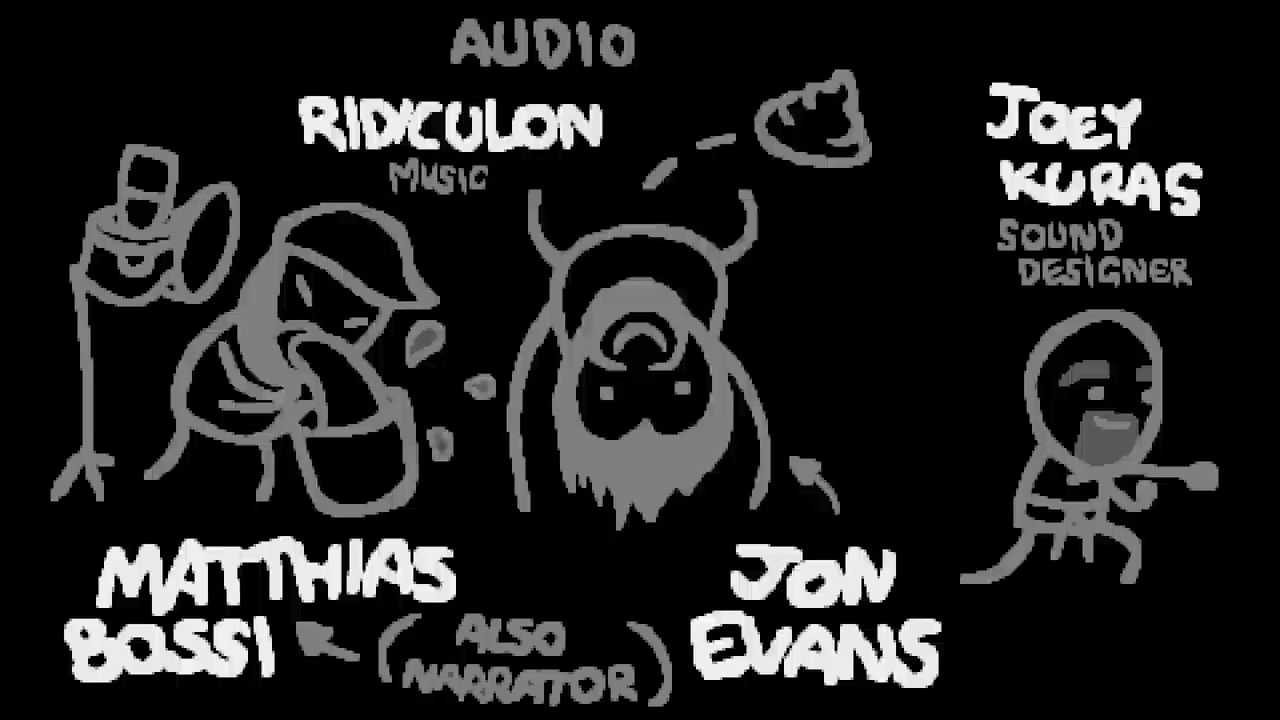 AUDIO
RIDICULON
MUSIC
JOEY
KURAS
SOUND
DESIGNER
MATTHIAS
BOSSI
(ALSO
NARRATOR)
JON
EVANS